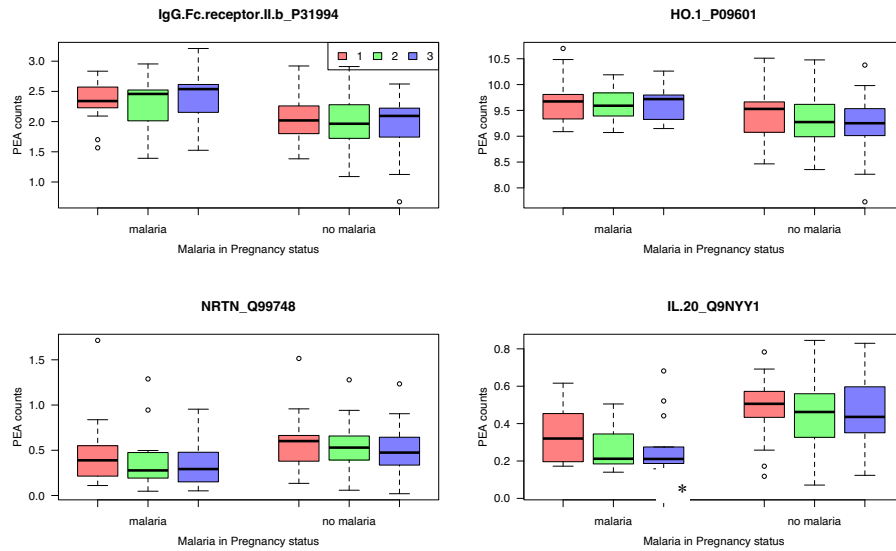 IgG.Fc.receptor.II.b_P31994
HO.1_P09601
PEA counts
3.0
2.5
2.0
1.5
1.0
1 2 3
malaria no malaria
Malaria in Pregnancy status
PEA counts
10.5
10.0
9.5
9.0
8.5
8.0
malaria no malaria
Malaria in Pregnancy status
NRTN_Q99748
IL.20_Q9NYY1
PEA counts
1.5
1.0
0.5
0.0
malaria no malaria
Malaria in Pregnancy status
PEA counts
0.8
0.6
0.4
0.2
0.0
*
malaria no malaria
Malaria in Pregnancy status